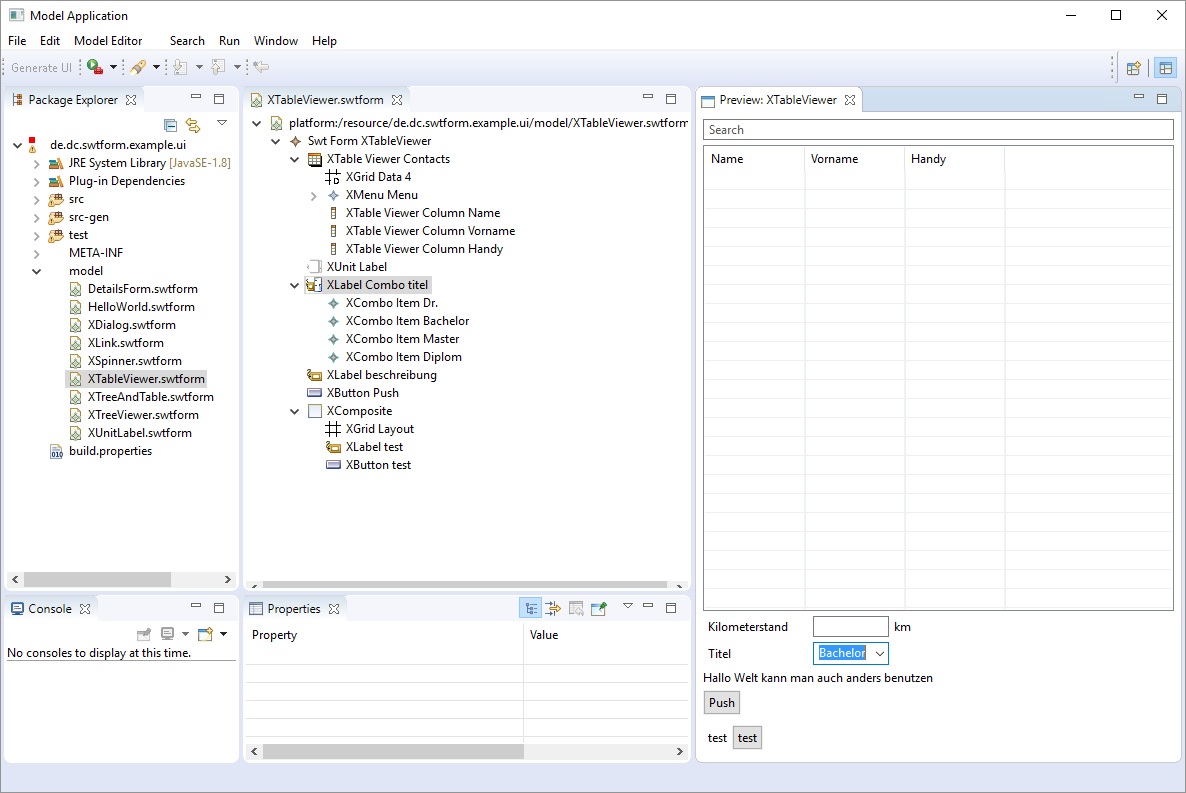 Model Application
File Edit Model Editor Search Run Window Help
Generate UI
Package Explorer
de.dc.swtform.example.ui
JRE System Library [JavaSE-1.8]
Plug-in Dependencies
src
src-gen
test
META-INF
model
DetailsForm.swtform
HelloWorld.swtform
XDialog.swtform
XLink.swtform
XSpinner.swtform
XTableViewer.swtform
XTreeAndTable.swtform
XTreeViewer.swtform
XUnitLabel.swtform
build.properties
XTableViewer.swtform
platform:/resource/de.dc.swtform.example.ui/model/XTableViewer.swtform
Swt Form XTableViewer
XTable Viewer Contacts
XGrid Data 4
XMenu Menu
XTable Viewer Column Name
XTable Viewer Column Vorname
XTable Viewer Column Handy
XUnit Label
XLabel Combo titel
XCombo Item Dr.
XCombo Item Bachelor
XCombo Item Master
XCombo Item Diplom
XLabel beschreibung
XButton Push
XComposite
XGrid Layout
XLabel test
XButton test
Preview: XTableViewer
Search
Name Vorname Handy
Kilometerstand km
Titel Bachelor
Hallo Welt kann man auch anders benutzen
Push
test test
Console
No consoles to display at this time.
Properties
Property Value